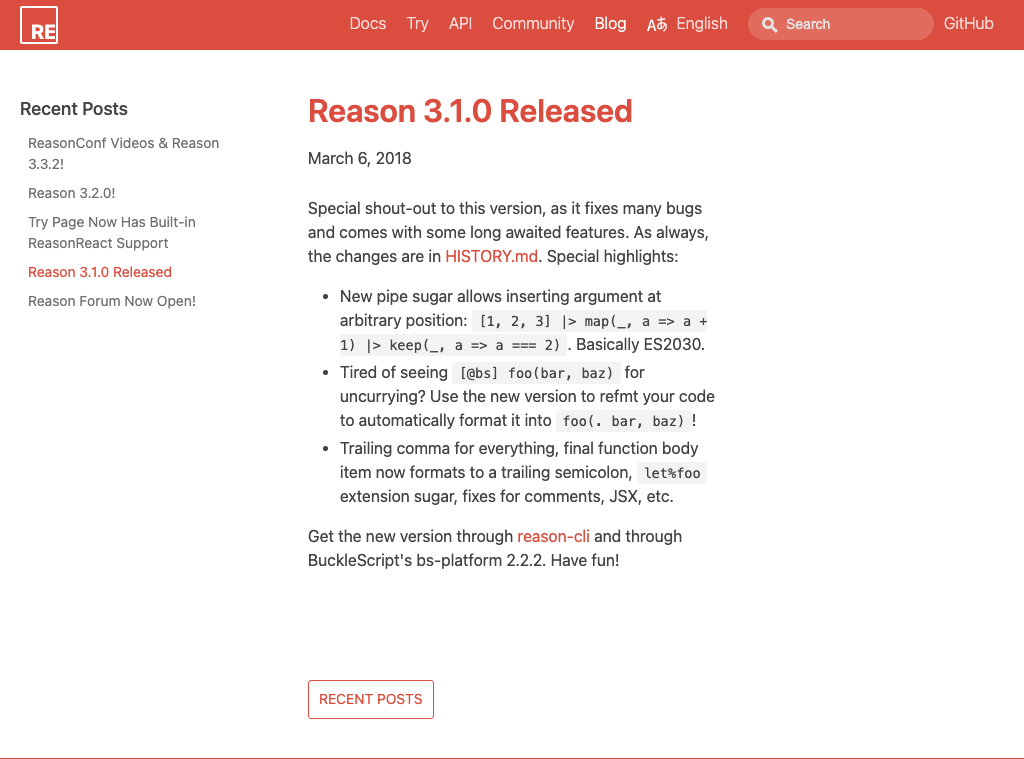 RE
Docs Try API Community Blog Aあ English Search GitHub
Recent Posts
ReasonConf Videos & Reason
3.3.2!
Reason 3.2.0!
Try Page Now Has Built-in
ReasonReact Support
Reason 3.1.0 Released
Reason Forum Now Open!
Reason 3.1.0 Released
March 6, 2018
Special shout-out to this version, as it fixes many bugs
and comes with some long awaited features. As always,
the changes are in HISTORY.md. Special highlights:
• New pipe sugar allows inserting argument at
arbitrary position: [1, 2, 3] |> map(_, a => a +
1) |> keep(_, a => a === 2) . Basically ES2030.
• Tired of seeing [@bs] foo(bar, baz) for
uncurrying? Use the new version to refmt your code
to automatically format it into foo(. bar, baz) !
• Trailing comma for everything, final function body
item now formats to a trailing semicolon, let%foo
extension sugar, fixes for comments, JSX, etc.
Get the new version through reason-cli and through
BuckleScript's bs-platform 2.2.2. Have fun!
RECENT POSTS